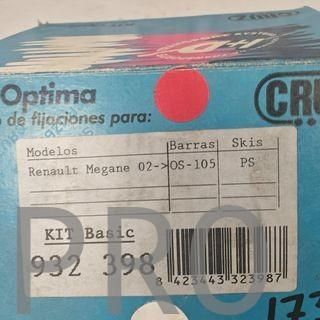 Optima
CRU
o de fijaciones para:
Modelos Barras Skis
Renault Megane 02-> OS-105 PS
KIT Basic
932 398
8 423443 323987
PRO
173